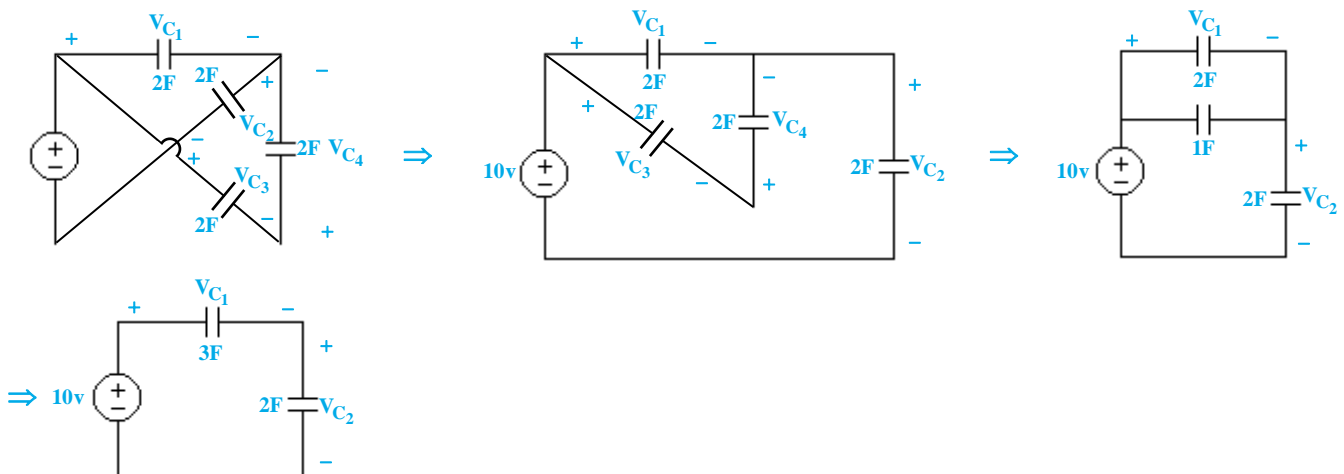 V_C1
+ −
2F
2F
+
−
V_C2
−
+
2F V_C4
V_C3
2F
−
+
+
−
⇒
V_C1
+ −
2F
−
+
+
2F
2F V_C4
10v
+
−
V_C3
−
+
2F V_C2
−
⇒
V_C1
+ −
2F
1F
+
10v
+
−
2F V_C2
−
V_C1
+ −
3F
+
⇒ 10v
+
−
2F V_C2
−